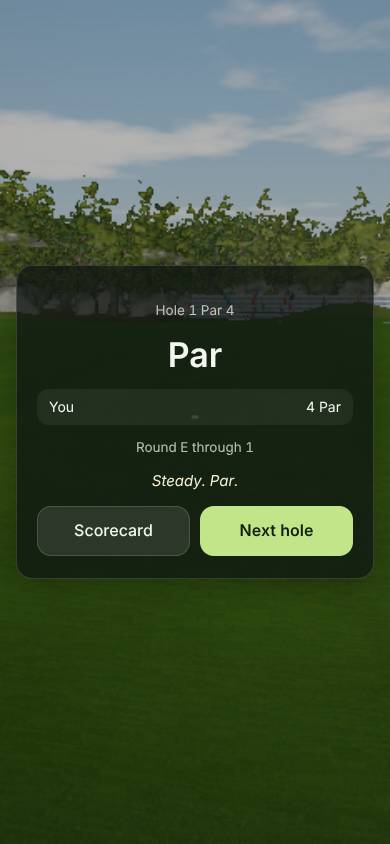 Hole 1 Par 4
Par
You 4 Par
Round E through 1
Steady. Par.
Scorecard Next hole